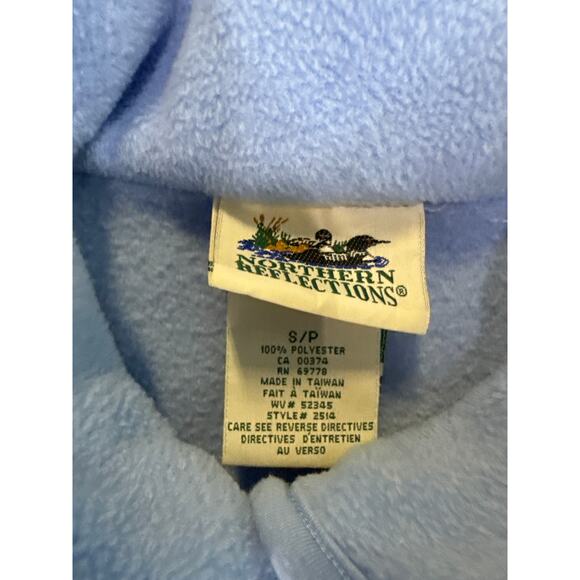 NORTHERN
REFLECTIONS®
S/P
100% POLYESTER
CA 00374
RN 69778
MADE IN TAIWAN
FAIT À TAÏWAN
WV# 52345
STYLE# 2514
CARE SEE REVERSE DIRECTIVES
DIRECTIVES D'ENTRETIEN
AU VERSO